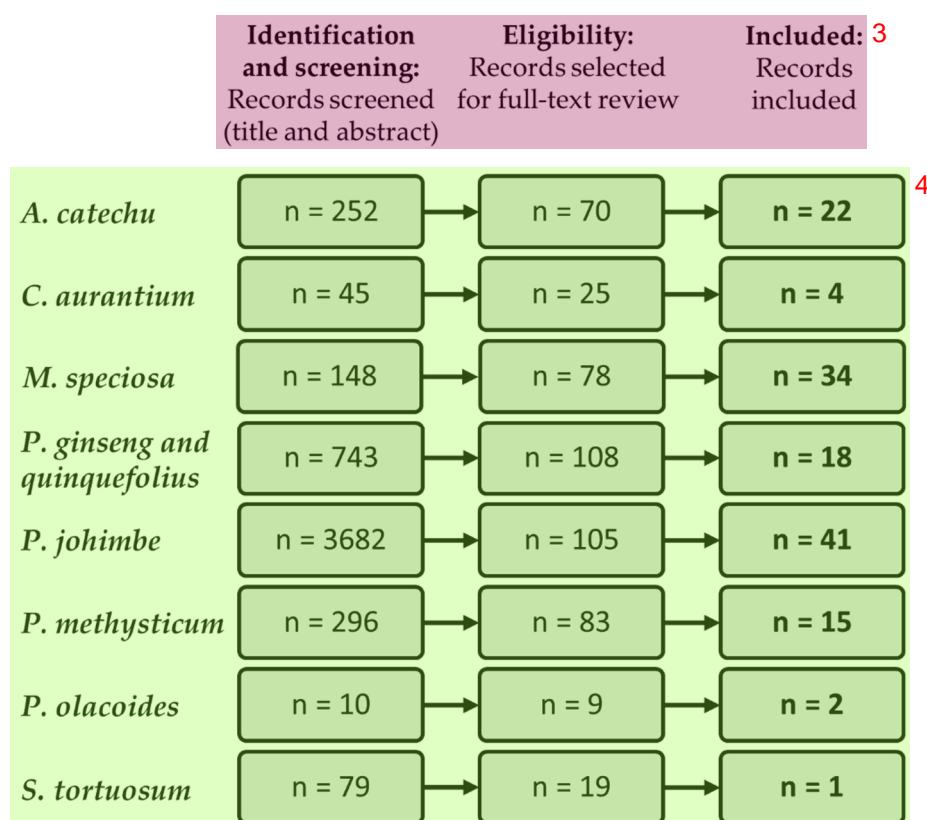 Identification
and screening:
Records screened
(title and abstract)
Eligibility:
Records selected
for full-text review
Included:
Records
included
3
4
A. catechu n = 252 n = 70 n = 22
C. aurantium n = 45 n = 25 n = 4
M. speciosa n = 148 n = 78 n = 34
P. ginseng and
quinquefolius n = 743 n = 108 n = 18
P. johimbe n = 3682 n = 105 n = 41
P. methysticum n = 296 n = 83 n = 15
P. olacoides n = 10 n = 9 n = 2
S. tortuosum n = 79 n = 19 n = 1